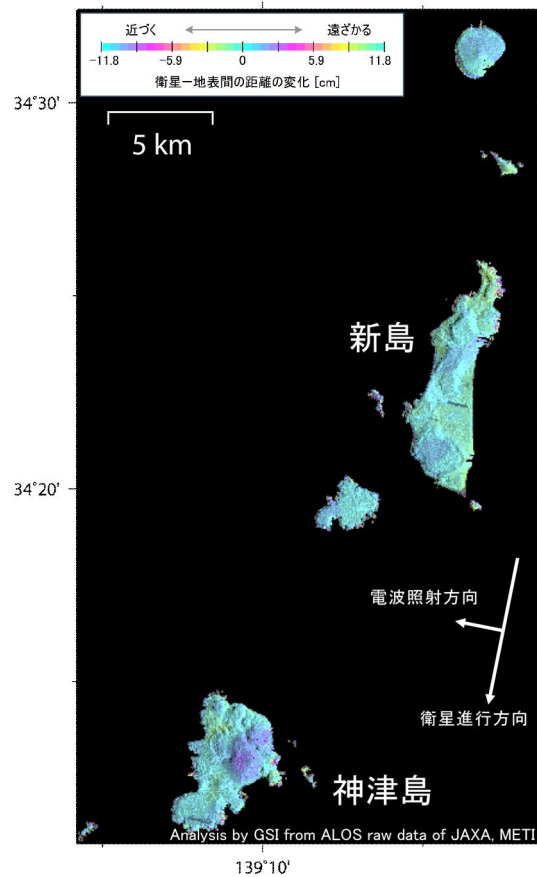 近づく 遠ざかる
-11.8 -5.9 0 5.9 11.8
衛星－地表間の距離の変化 [cm]
34˚30'
5 km
新島
34˚20'
電波照射方向
衛星進行方向
神津島
Analysis by GSI from ALOS raw data of JAXA, METI
139˚10'